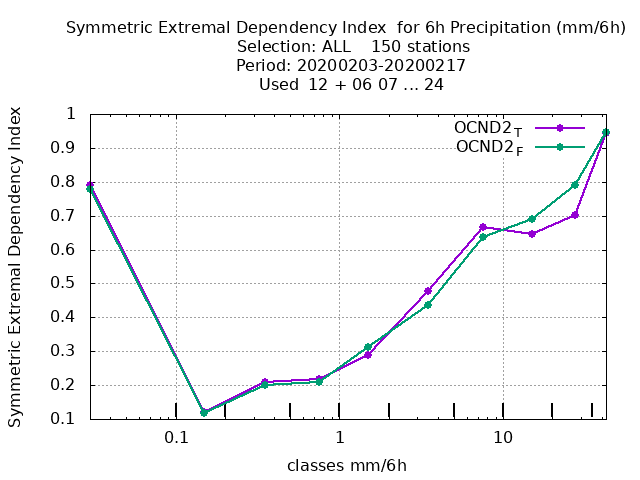 Symmetric Extremal Dependency Index  for 6h Precipitation (mm/6h)
Selection: ALL    150 stations
Period: 20200203-20200217
Used  12 + 06 07 ... 24
OCND2T
OCND2F
Symmetric Extremal Dependency Index
1
0.9
0.8
0.7
0.6
0.5
0.4
0.3
0.2
0.1
0.1 1 10
classes mm/6h